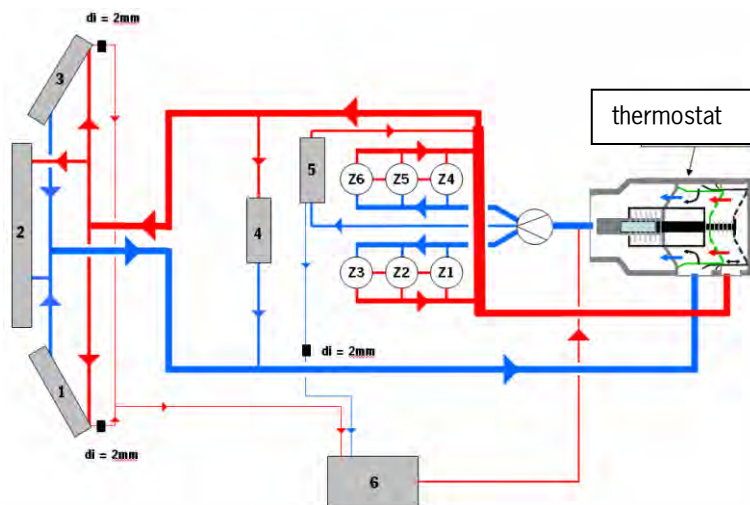 di = 2mm
3
thermostat
5
Z6 Z5 Z4
2
4
Z3 Z2 Z1
di = 2mm
1
di = 2mm
6